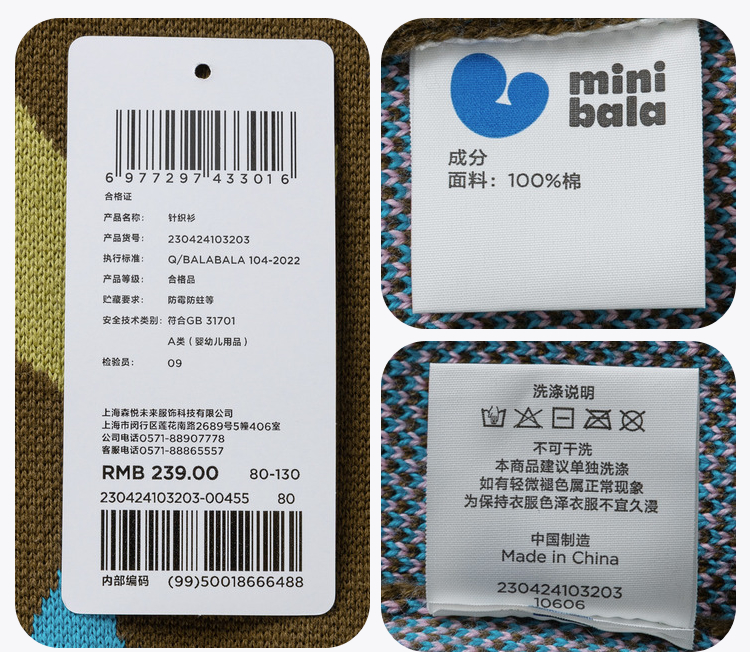 6 977297 433016
合格证
产品名称： 针织衫
产品货号： 230424103203
执行标准： Q/BALABALA 104-2022
产品等级： 合格品
贮藏要求： 防霉防蛀等
安全技术类别： 符合GB 31701
A类（婴幼儿用品）
检验员： 09
上海森悦未来服饰科技有限公司
上海市闵行区莲花南路2689号5幢406室
公司电话0571-88907778
客服电话0571-88865557
RMB 239.00 80-130
230424103203-00455 80
内部编码 (99)50018666488
mini
bala
成分
面料：100%棉
洗涤说明
不可干洗
本商品建议单独洗涤
如有轻微褪色属正常现象
为保持衣服色泽衣服不宜久浸
中国制造
Made in China
230424103203
10606